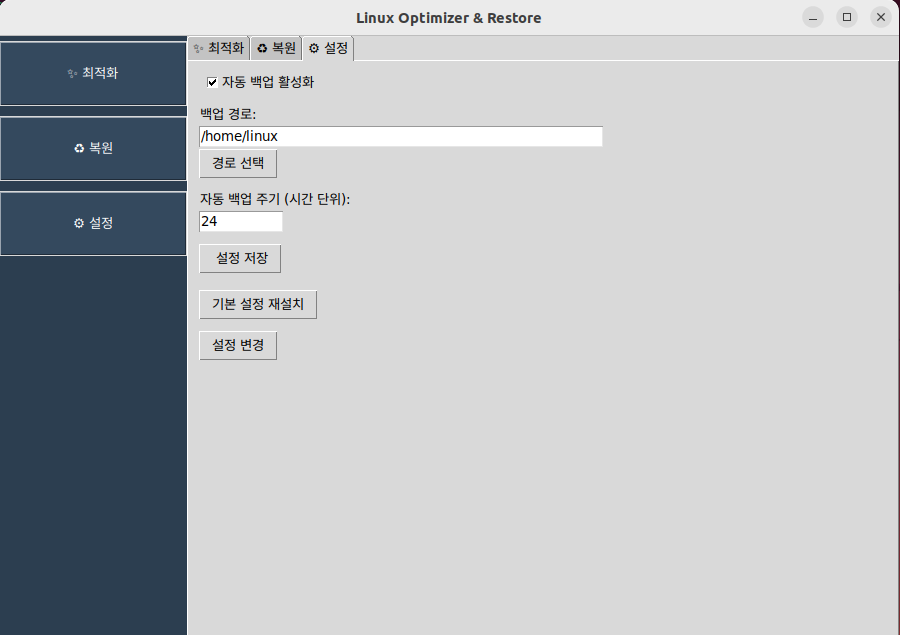 Linux Optimizer & Restore
✨ 최적화
♻ 복원
⚙ 설정
✨ 최적화 ♻ 복원 ⚙ 설정
자동 백업 활성화
백업 경로:
/home/linux
경로 선택
자동 백업 주기 (시간 단위):
24
설정 저장
기본 설정 재설치
설정 변경